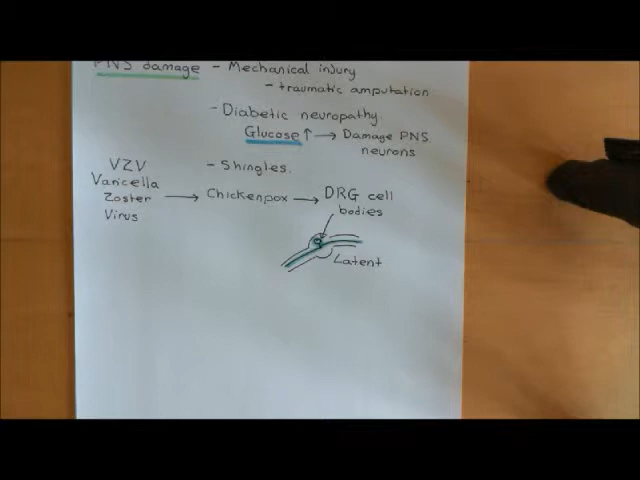 PNS damage - Mechanical injury
- traumatic amputation
- Diabetic neuropathy
Glucose ↑ → Damage PNS
neurons
- Shingles.
VZV
Varicella
Zoster
Virus
→ Chickenpox → DRG cell
bodies
Latent